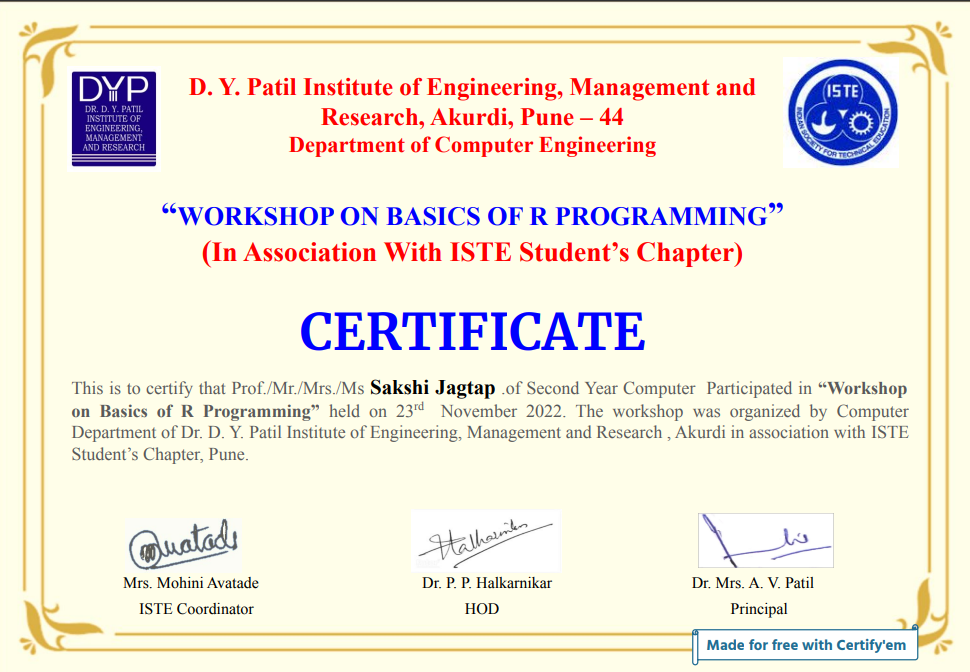 DYP
DR. D. Y. PATIL
INSTITUTE OF
ENGINEERING,
MANAGEMENT
AND RESEARCH
D. Y. Patil Institute of Engineering, Management and
Research, Akurdi, Pune – 44
Department of Computer Engineering
ISTE
INDIAN SOCIETY FOR TECHNICAL EDUCATION
“WORKSHOP ON BASICS OF R PROGRAMMING”
(In Association With ISTE Student’s Chapter)
CERTIFICATE
This is to certify that Prof./Mr./Mrs./Ms Sakshi Jagtap .of Second Year Computer Participated in “Workshop
on Basics of R Programming” held on 23rd November 2022. The workshop was organized by Computer
Department of Dr. D. Y. Patil Institute of Engineering, Management and Research , Akurdi in association with ISTE
Student’s Chapter, Pune.
Mrs. Mohini Avatade
Dr. P. P. Halkarnikar
Dr. Mrs. A. V. Patil
ISTE Coordinator
HOD
Principal
Made for free with Certify'em